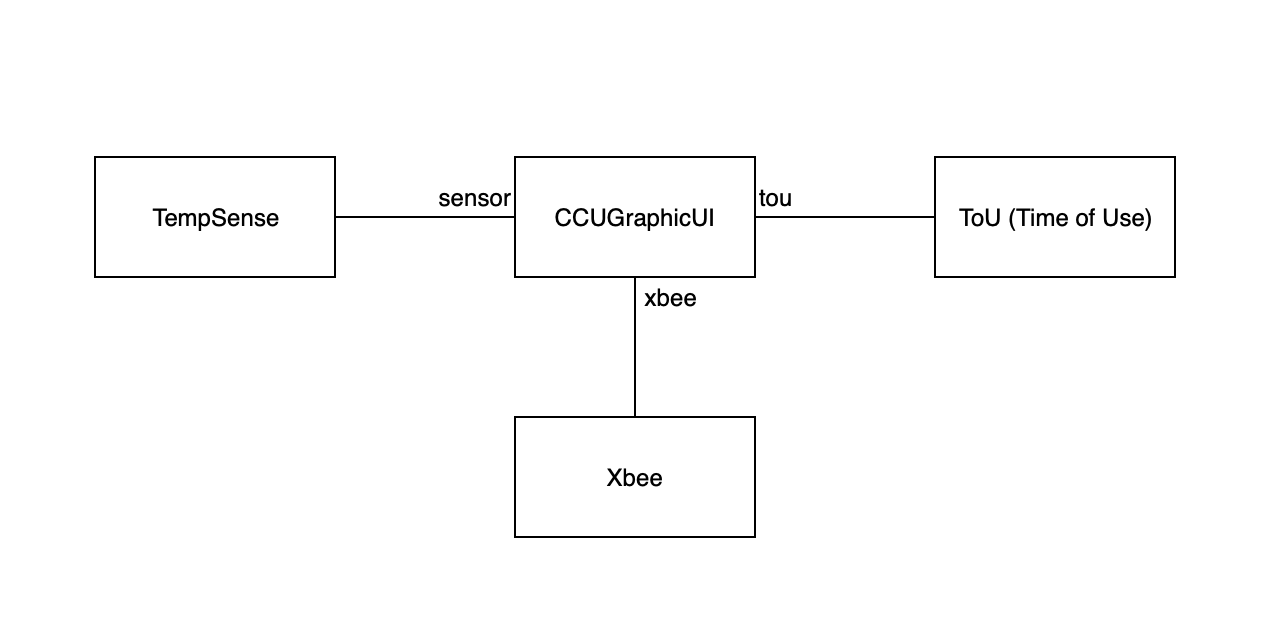 sensor
tou
TempSense
CCUGraphicUI
ToU (Time of Use)
xbee
Xbee